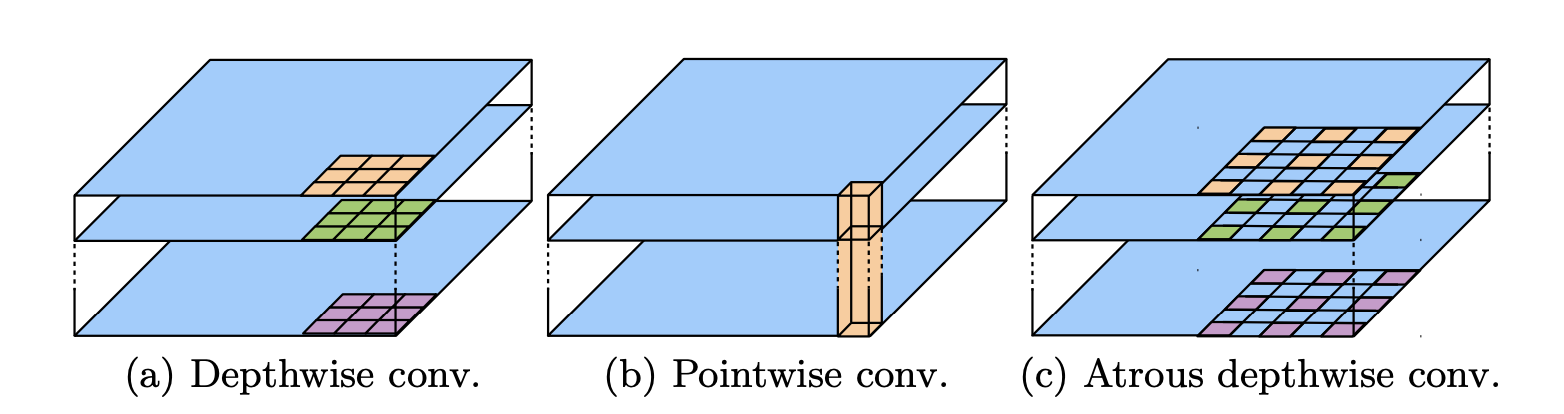 (a) Depthwise conv.
(b) Pointwise conv.
(c) Atrous depthwise conv.